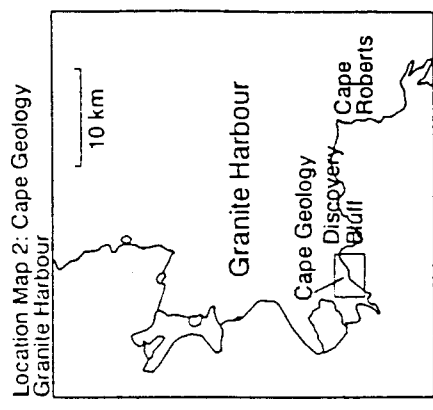 Location Map 2: Cape Geology
Granite Harbour
10 km
Granite Harbour
Cape Geology
Discovery
Bluff
Cape
Roberts